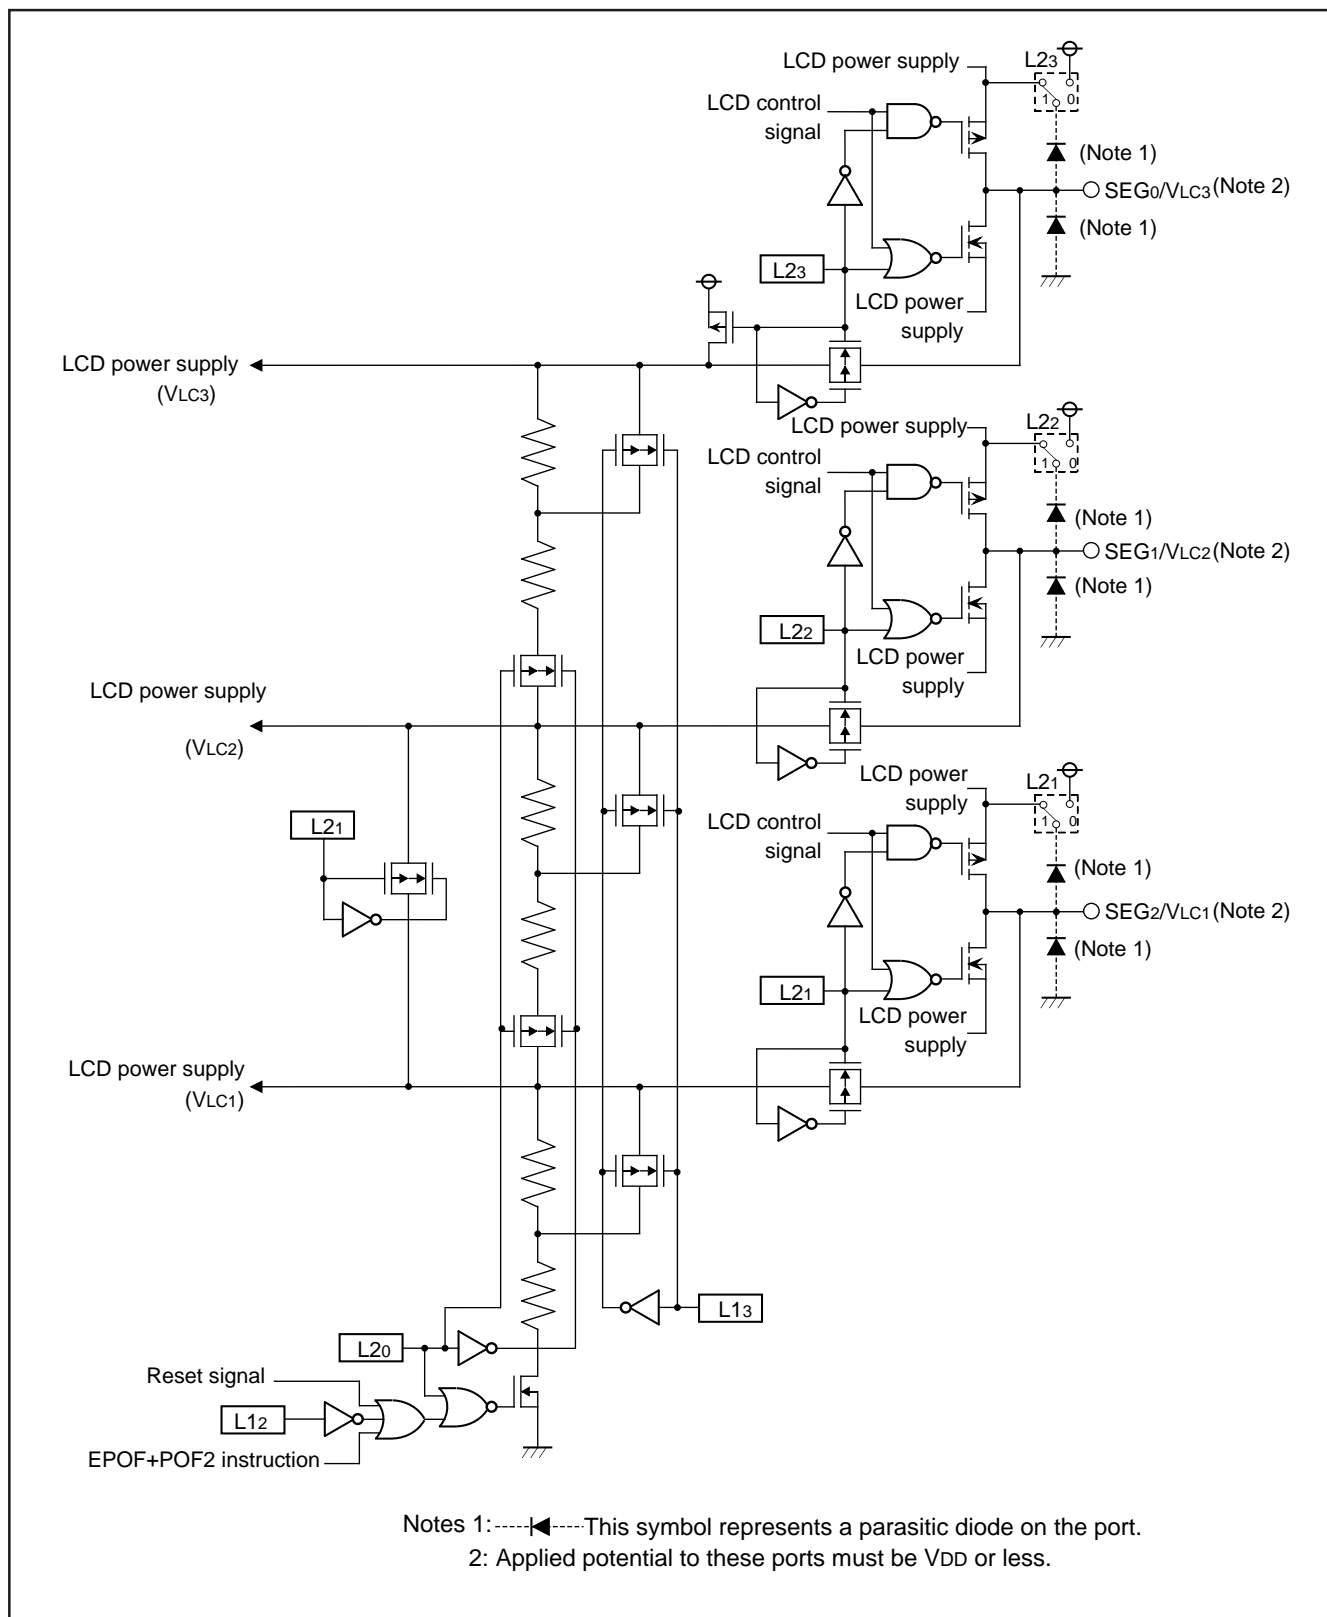 LCD power supply
L23
LCD control
signal
1 0
(Note 1)
SEG0/VLC3 (Note 2)
(Note 1)
L23
LCD power
supply
LCD power supply
(VLC3)
LCD power supply
L22
LCD control
signal
1 0
(Note 1)
SEG1/VLC2 (Note 2)
(Note 1)
L22
LCD power
supply
LCD power supply
(VLC2)
LCD power
supply
L21
1 0
L21
LCD control
signal
(Note 1)
SEG2/VLC1 (Note 2)
(Note 1)
L21
LCD power
supply
LCD power supply
(VLC1)
L13
L20
Reset signal
L12
EPOF+POF2 instruction
Notes 1: This symbol represents a parasitic diode on the port.
2: Applied potential to these ports must be VDD or less.